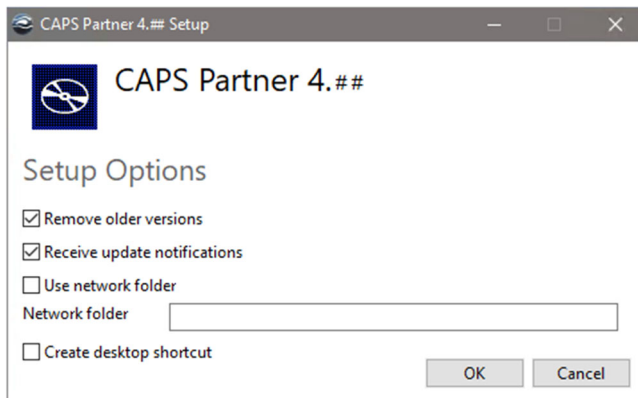 CAPS Partner 4.## Setup
CAPS Partner 4.##
Setup Options
Remove older versions
Receive update notifications
Use network folder
Network folder
Create desktop shortcut
OK Cancel